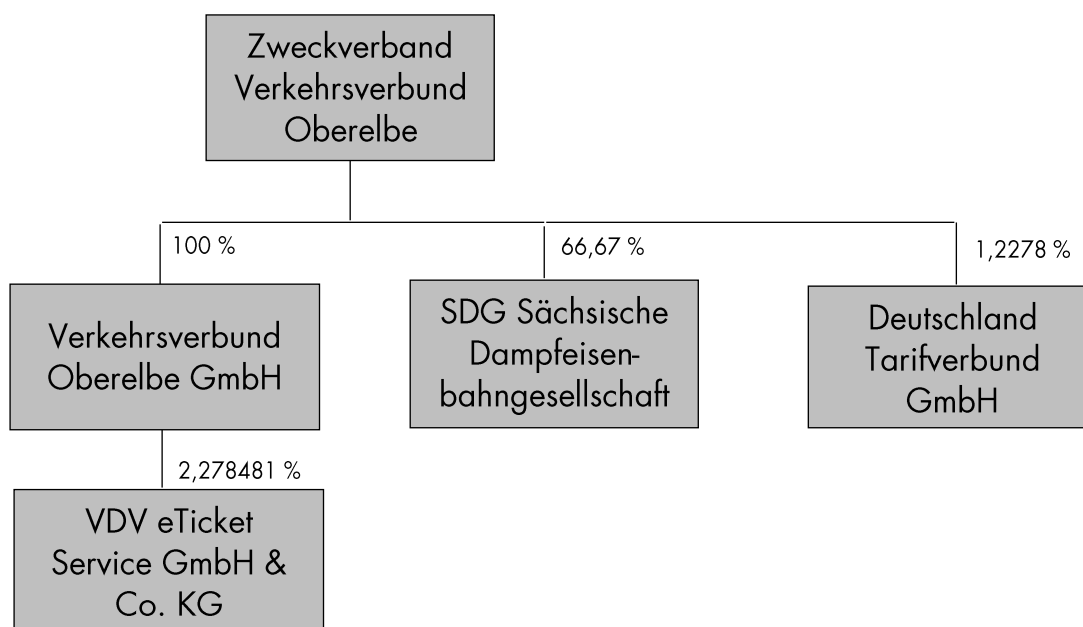 Zweckverband
Verkehrsverbund
Oberelbe
100 %
66,67 %
1,2278 %
Verkehrsverbund
Oberelbe GmbH
SDG Sächsische
Dampfeisen-
bahngesellschaft
Deutschland
Tarifverbund
GmbH
2,278481 %
VDV eTicket
Service GmbH &
Co. KG